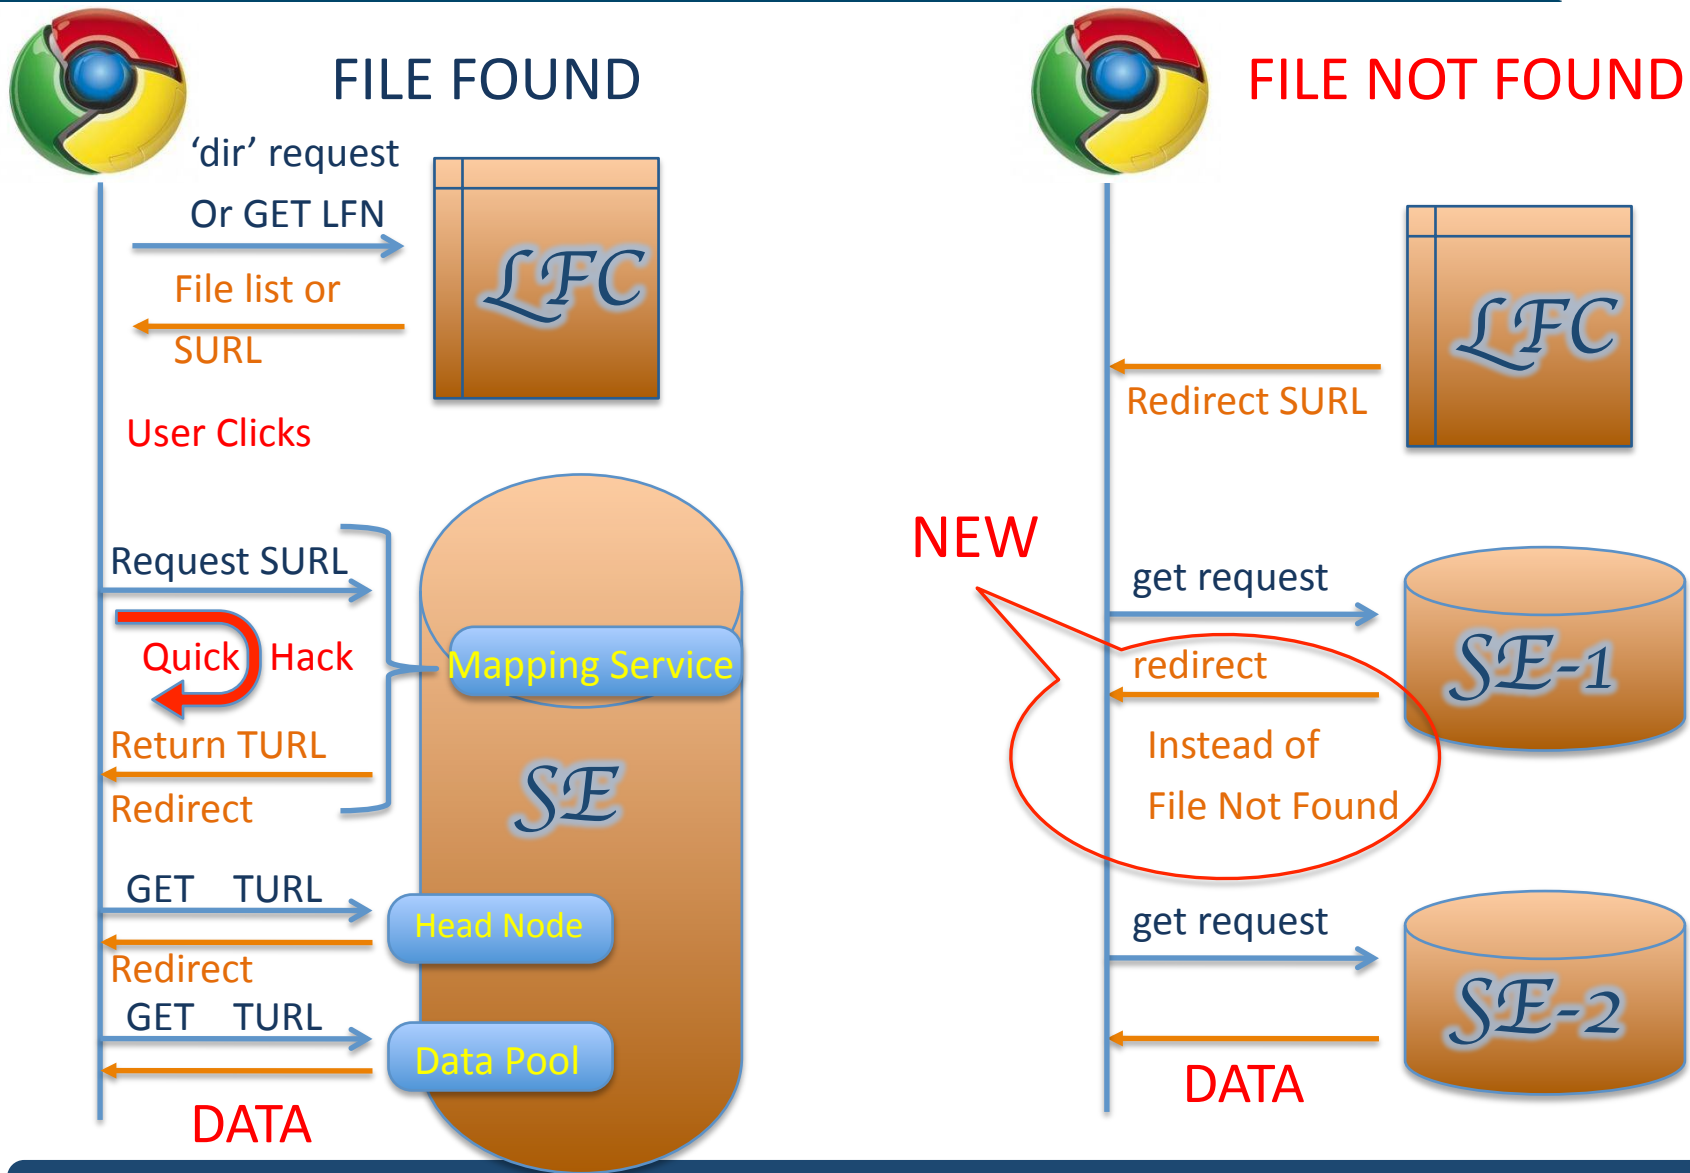 FILE FOUND
‘dir’ request
Or GET LFN
LFC
File list or
SURL
User Clicks
Request SURL
Quick Hack
Mapping Service
Return TURL
SE
Redirect
GET TURL
Head Node
Redirect
GET TURL
Data Pool
DATA
FILE NOT FOUND
LFC
Redirect SURL
NEW
get request
SE-1
redirect
Instead of
File Not Found
get request
SE-2
DATA